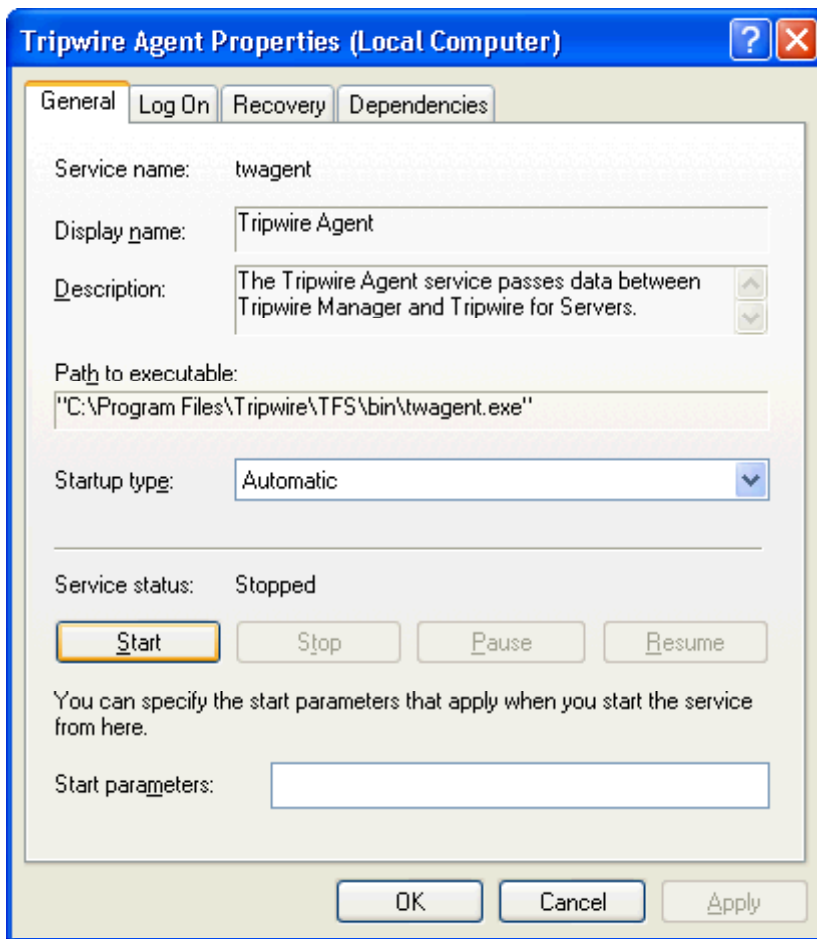 Tripwire Agent Properties (Local Computer)
General Log On Recovery Dependencies
Service name: twagent
Display name: Tripwire Agent
Description: The Tripwire Agent service passes data between
Tripwire Manager and Tripwire for Servers.
Path to executable:
"C:\Program Files\Tripwire\TFS\bin\twagent.exe"
Startup type: Automatic
Service status: Stopped
Start Stop Pause Resume
You can specify the start parameters that apply when you start the service
from here.
Start parameters:
OK Cancel Apply